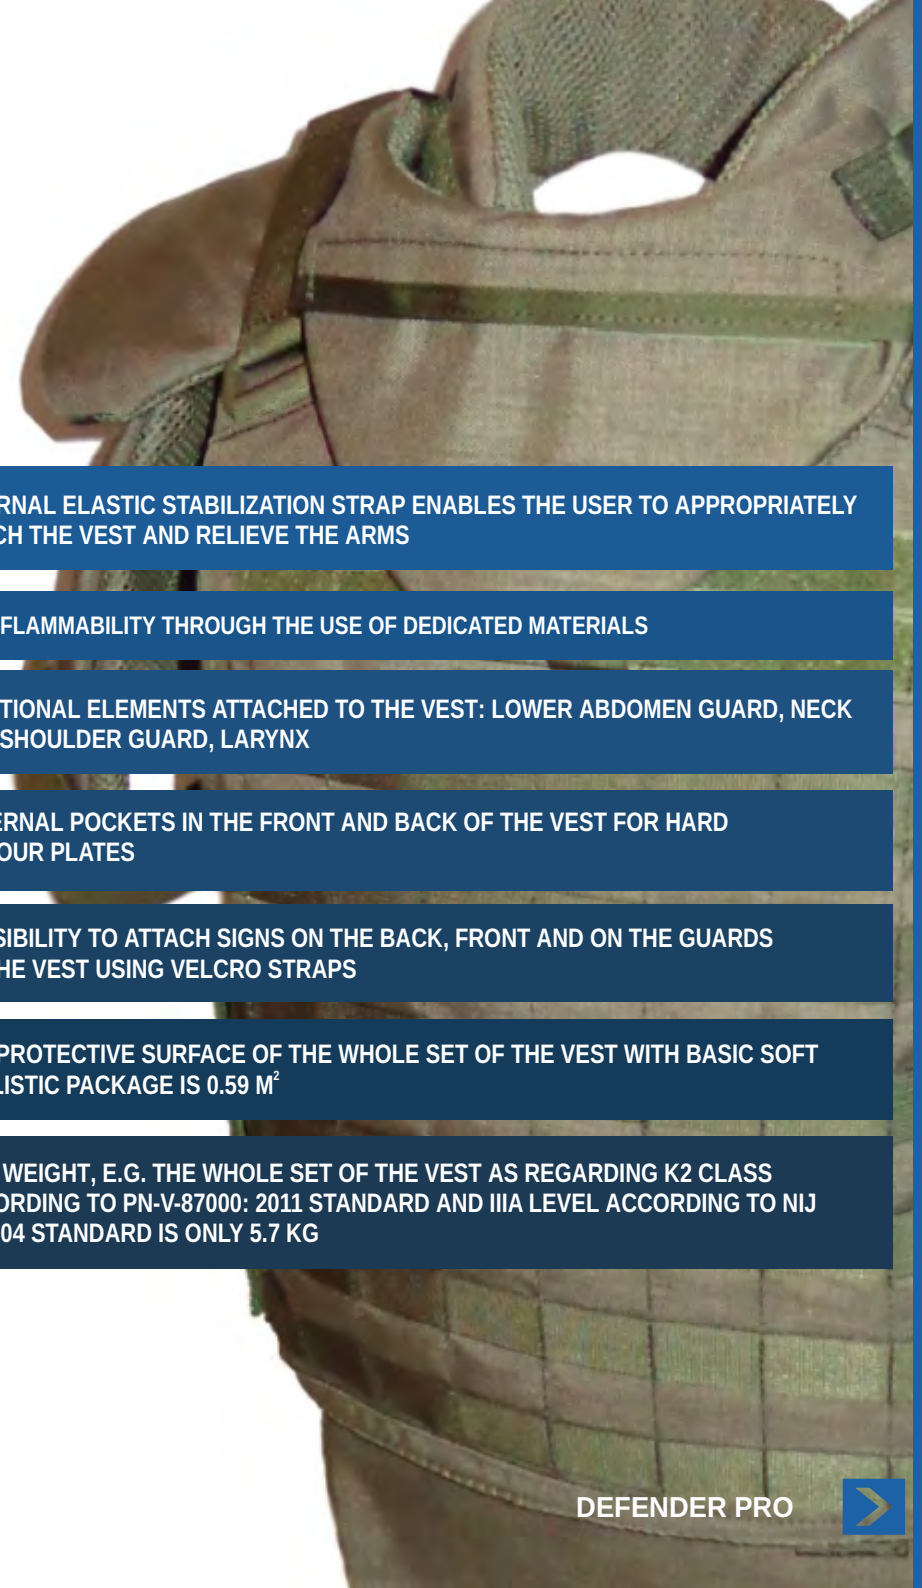 RNAL ELASTIC STABILIZATION STRAP ENABLES THE USER TO APPROPRIATELY
CH THE VEST AND RELIEVE THE ARMS
FLAMMABILITY THROUGH THE USE OF DEDICATED MATERIALS
TIONAL ELEMENTS ATTACHED TO THE VEST: LOWER ABDOMEN GUARD, NECK
SHOULDER GUARD, LARYNX
ERNAL POCKETS IN THE FRONT AND BACK OF THE VEST FOR HARD
OUR PLATES
SIBILITY TO ATTACH SIGNS ON THE BACK, FRONT AND ON THE GUARDS
HE VEST USING VELCRO STRAPS
PROTECTIVE SURFACE OF THE WHOLE SET OF THE VEST WITH BASIC SOFT
LISTIC PACKAGE IS 0.59 M²
WEIGHT, E.G. THE WHOLE SET OF THE VEST AS REGARDING K2 CLASS
ORDING TO PN-V-87000: 2011 STANDARD AND IIIA LEVEL ACCORDING TO NIJ
04 STANDARD IS ONLY 5.7 KG
DEFENDER PRO